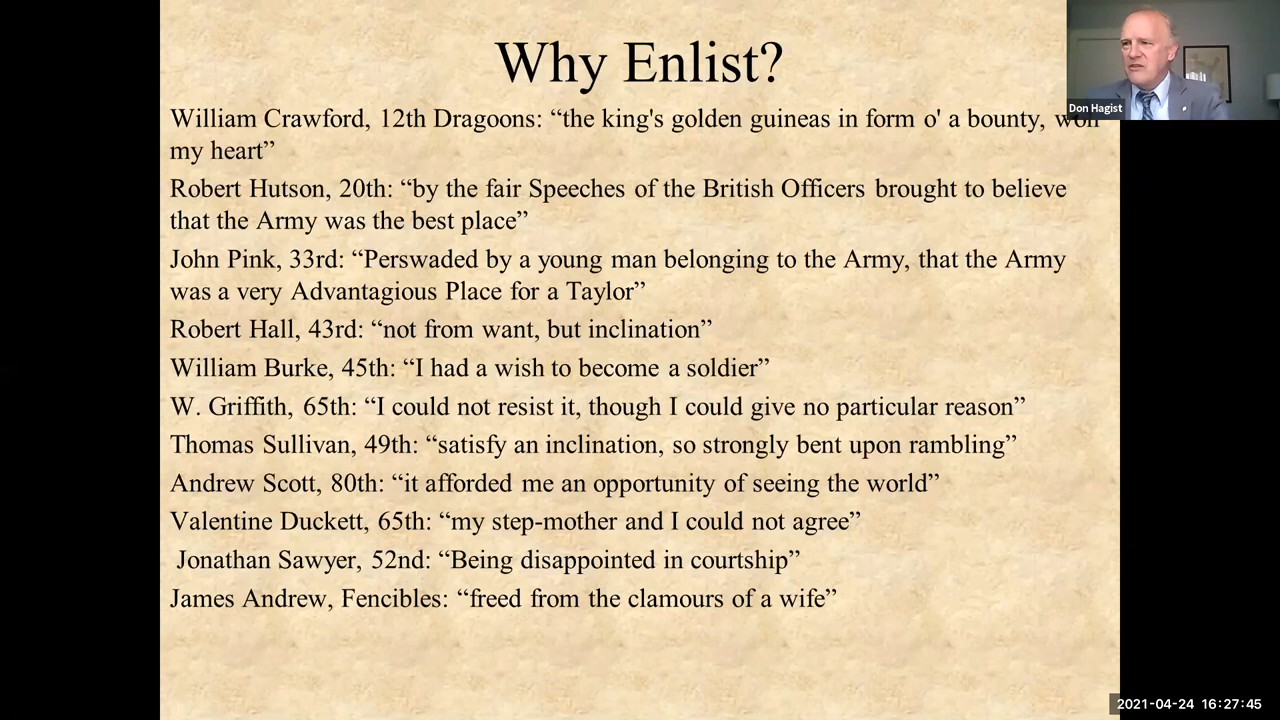 Why Enlist?
Don Hagist
William Crawford, 12th Dragoons: “the king's golden guineas in form o' a bounty, won
my heart”
Robert Hutson, 20th: “by the fair Speeches of the British Officers brought to believe
that the Army was the best place”
John Pink, 33rd: “Perswaded by a young man belonging to the Army, that the Army
was a very Advantagious Place for a Taylor”
Robert Hall, 43rd: “not from want, but inclination”
William Burke, 45th: “I had a wish to become a soldier”
W. Griffith, 65th: “I could not resist it, though I could give no particular reason”
Thomas Sullivan, 49th: “satisfy an inclination, so strongly bent upon rambling”
Andrew Scott, 80th: “it afforded me an opportunity of seeing the world”
Valentine Duckett, 65th: “my step-mother and I could not agree”
Jonathan Sawyer, 52nd: “Being disappointed in courtship”
James Andrew, Fencibles: “freed from the clamours of a wife”
2021-04-24 16:27:45